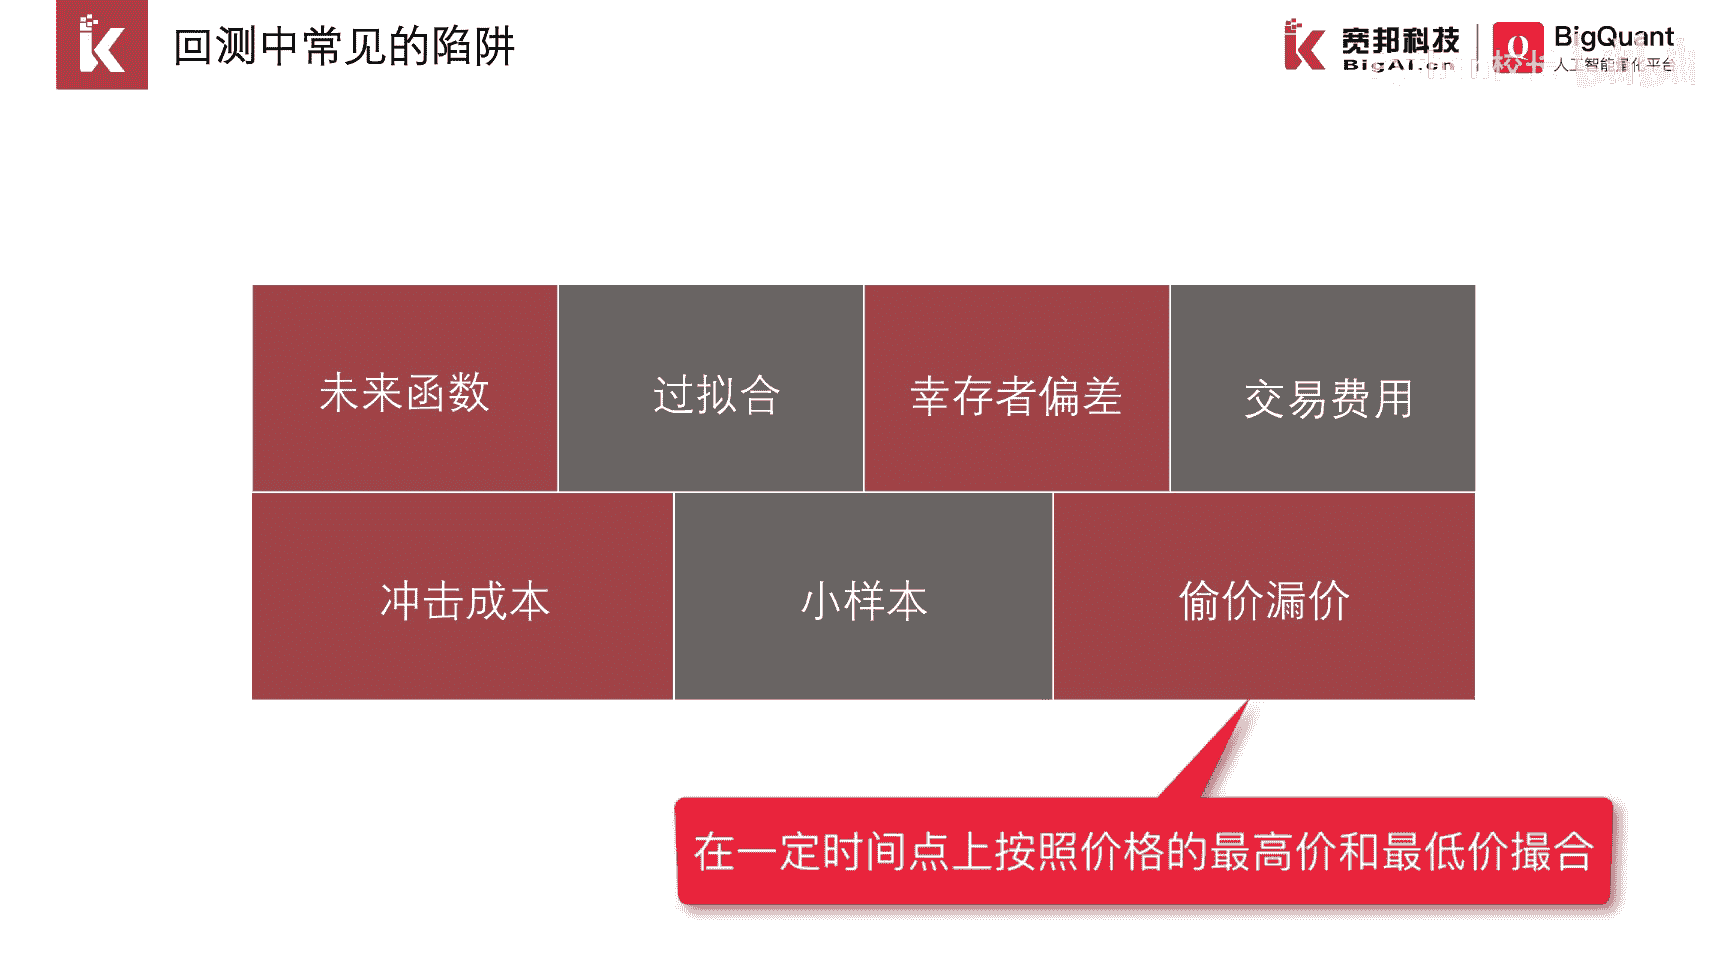 回测中常见的陷阱
宽邦科技
BigAI.cn
BigQuant
人工智能量化平台
未来函数
过拟合
幸存者偏差
交易费用
冲击成本
小样本
偷价漏价
在一定时间点上按照价格的最高价和最低价撮合